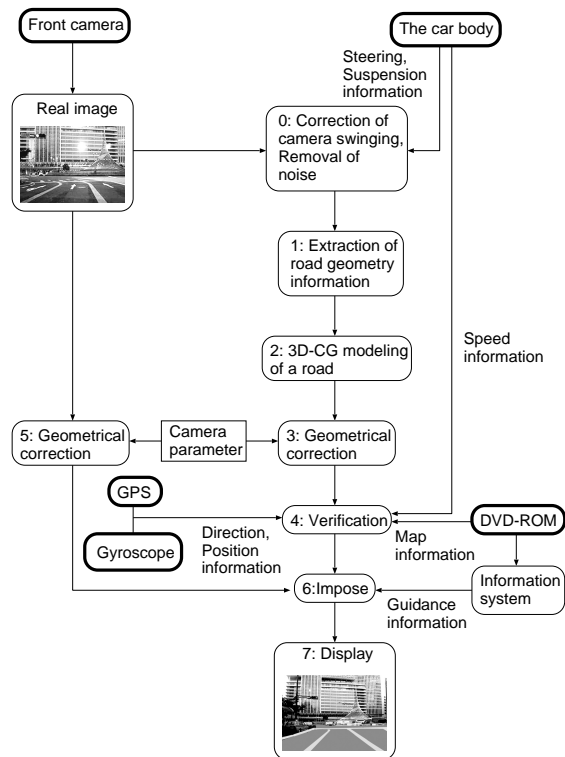 Front camera
The car body
Steering,
Suspension
information
Real image
0: Correction of
camera swinging,
Removal of
noise
1: Extraction of
road geometry
information
Speed
information
2: 3D-CG modeling
of a road
5: Geometrical
correction
Camera
parameter
3: Geometrical
correction
GPS
Gyroscope
Direction,
Position
information
4: Verification
Map
information
DVD-ROM
Information
system
6:Impose
Guidance
information
7: Display